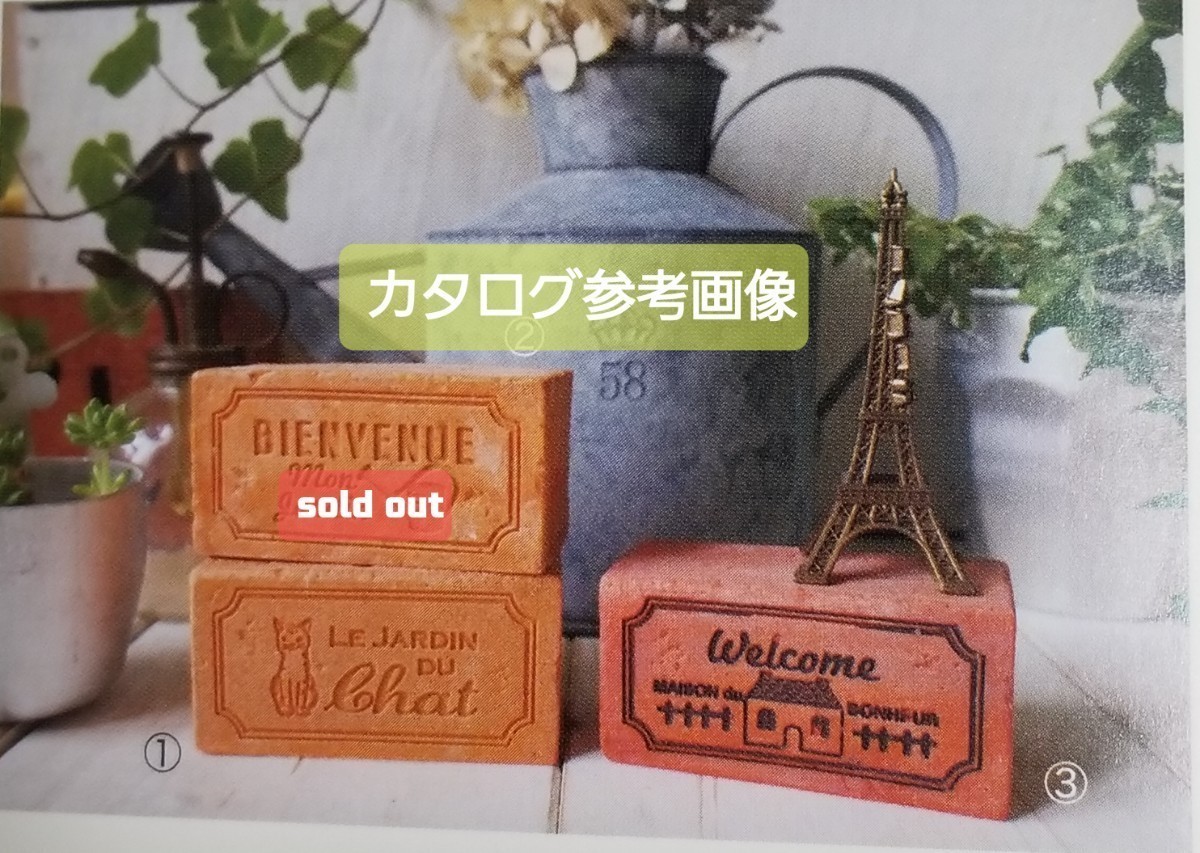 カタログ参考画像
②
58
BIENVENUE
Mon
sold out
LE JARDIN
DU
Chat
①
Welcome
MAISON du
BONHEUR
③